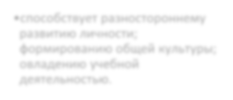 •способствует разностороннему
развитию личности;
формированию общей культуры;
овладению учебной
деятельностью.